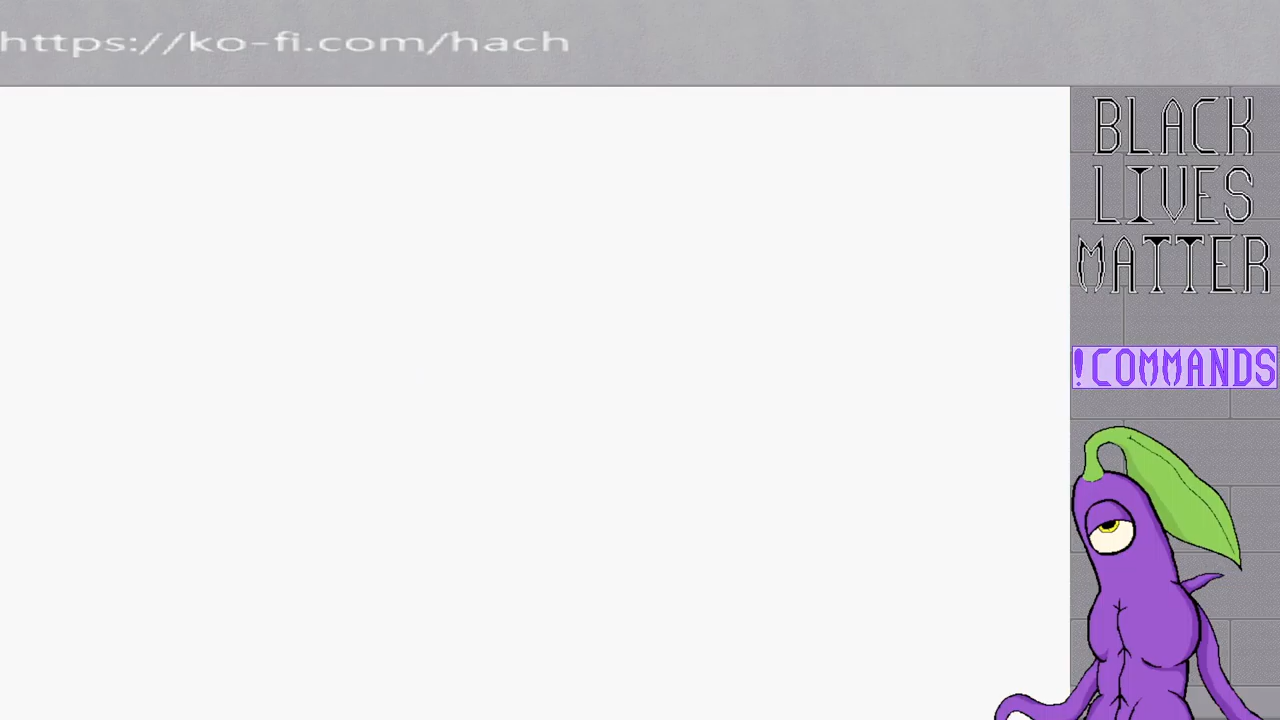 https://ko-fi.com/hach
BLACK
LIVES
MATTER
!COMMANDS